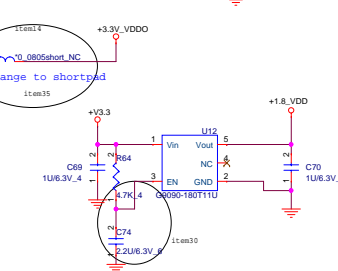 item14
+3.3V_VDDO
*0_0805short_NC
ange to shortpad
item35
+1.8_VDD
+V3.3
U12
1 Vin Vout 5
NC 4
3 EN GND 2
G9090-180T11U
2 R64
4.7K_4
C69 2
1U/6.3V_4 1
2 C70
1 1U/6.3V_
C74 2
2.2U/6.3V_6
item30